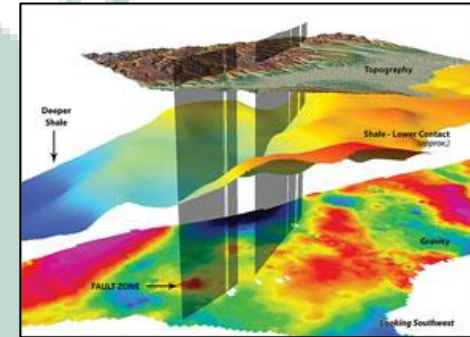 Topography
Deeper
Shale
Shale - Lower Contact
(approx.)
Gravity
FAULT ZONE
Looking Southwest